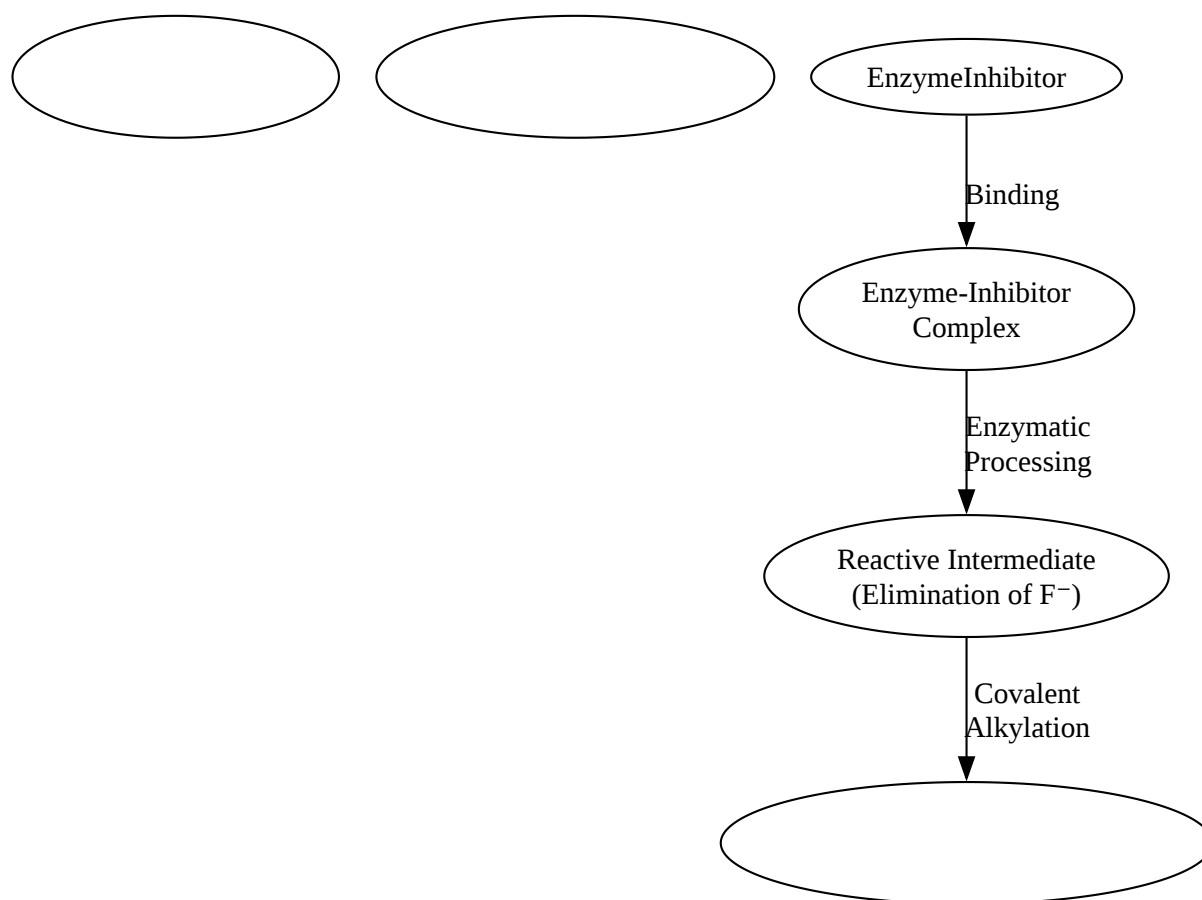 EnzymeInhibitor
Binding
Enzyme-Inhibitor
Complex
Enzymatic
Processing
Reactive Intermediate
(Elimination of F⁻)
Covalent
Alkylation